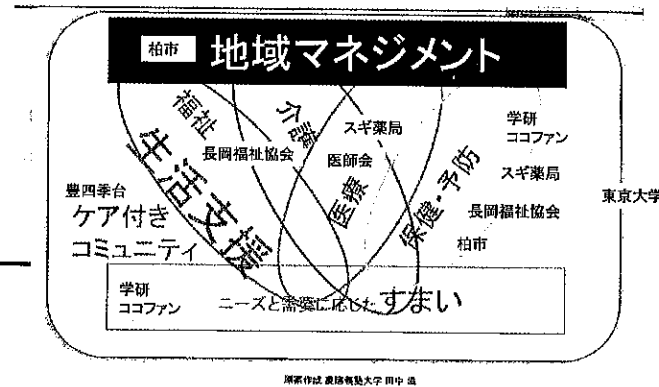 柏市 地域マネジメント
福祉
介護
スギ薬局
学研
ココファン
長岡福祉協会
医師会
生活支援
医療
保健・予防
スギ薬局
豊四季台
ケア付き
コミュニティ
長岡福祉協会
柏市
東京大学
学研
ココファン
ニーズと需要に応じた すまい
原案作成 慶應義塾大学 田中 滋